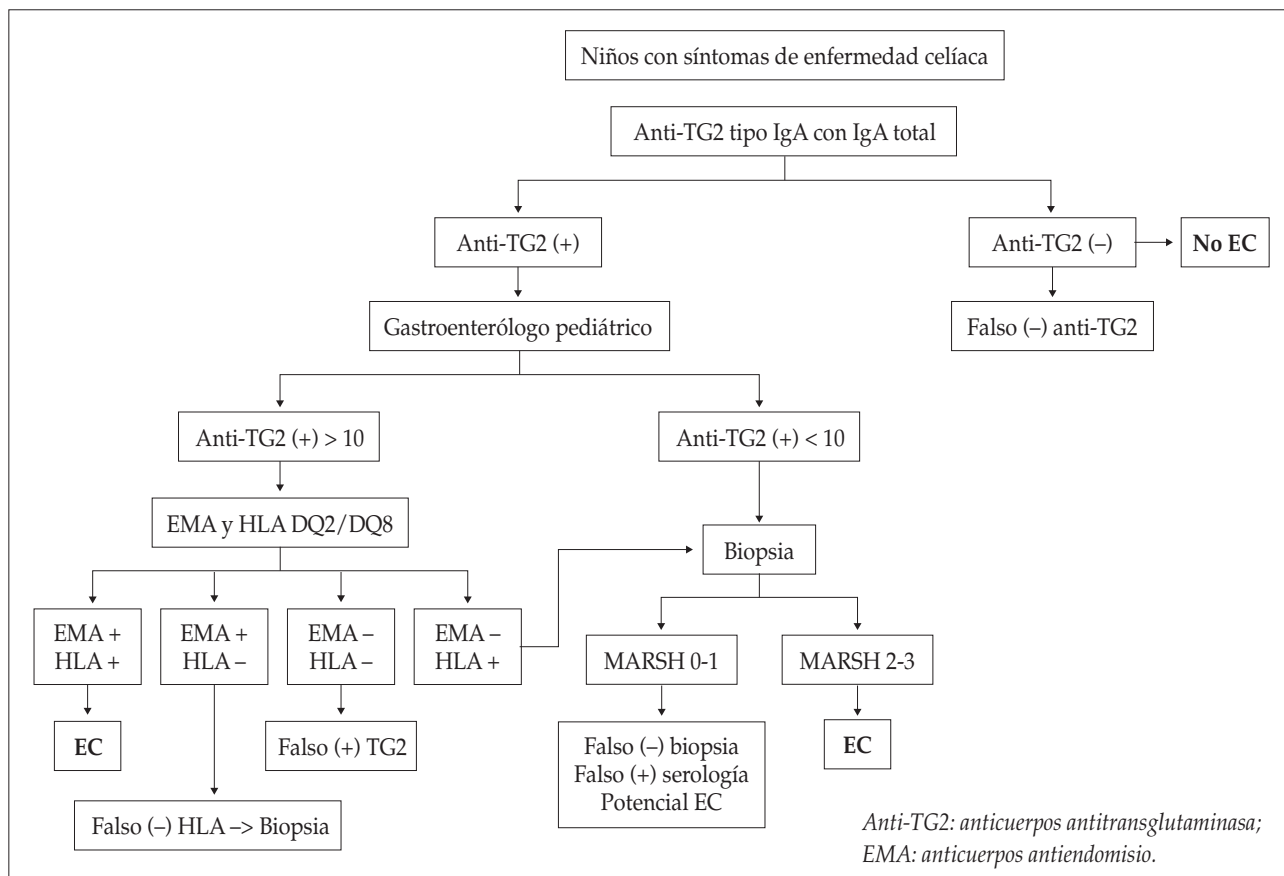 Niños con síntomas de enfermedad celíaca
Anti-TG2 tipo IgA con IgA total
Anti-TG2 (+)
Anti-TG2 (–)
No EC
Gastroenterólogo pediátrico
Falso (–) anti-TG2
Anti-TG2 (+) > 10
Anti-TG2 (+) < 10
EMA y HLA DQ2/DQ8
Biopsia
EMA +
HLA +
EMA +
HLA –
EMA –
HLA –
EMA –
HLA +
MARSH 0-1
MARSH 2-3
EC
Falso (+) TG2
Falso (–) biopsia
Falso (+) serología
Potencial EC
EC
Falso (–) HLA –> Biopsia
Anti-TG2: anticuerpos antitransglutaminasa;
EMA: anticuerpos antiendomisio.